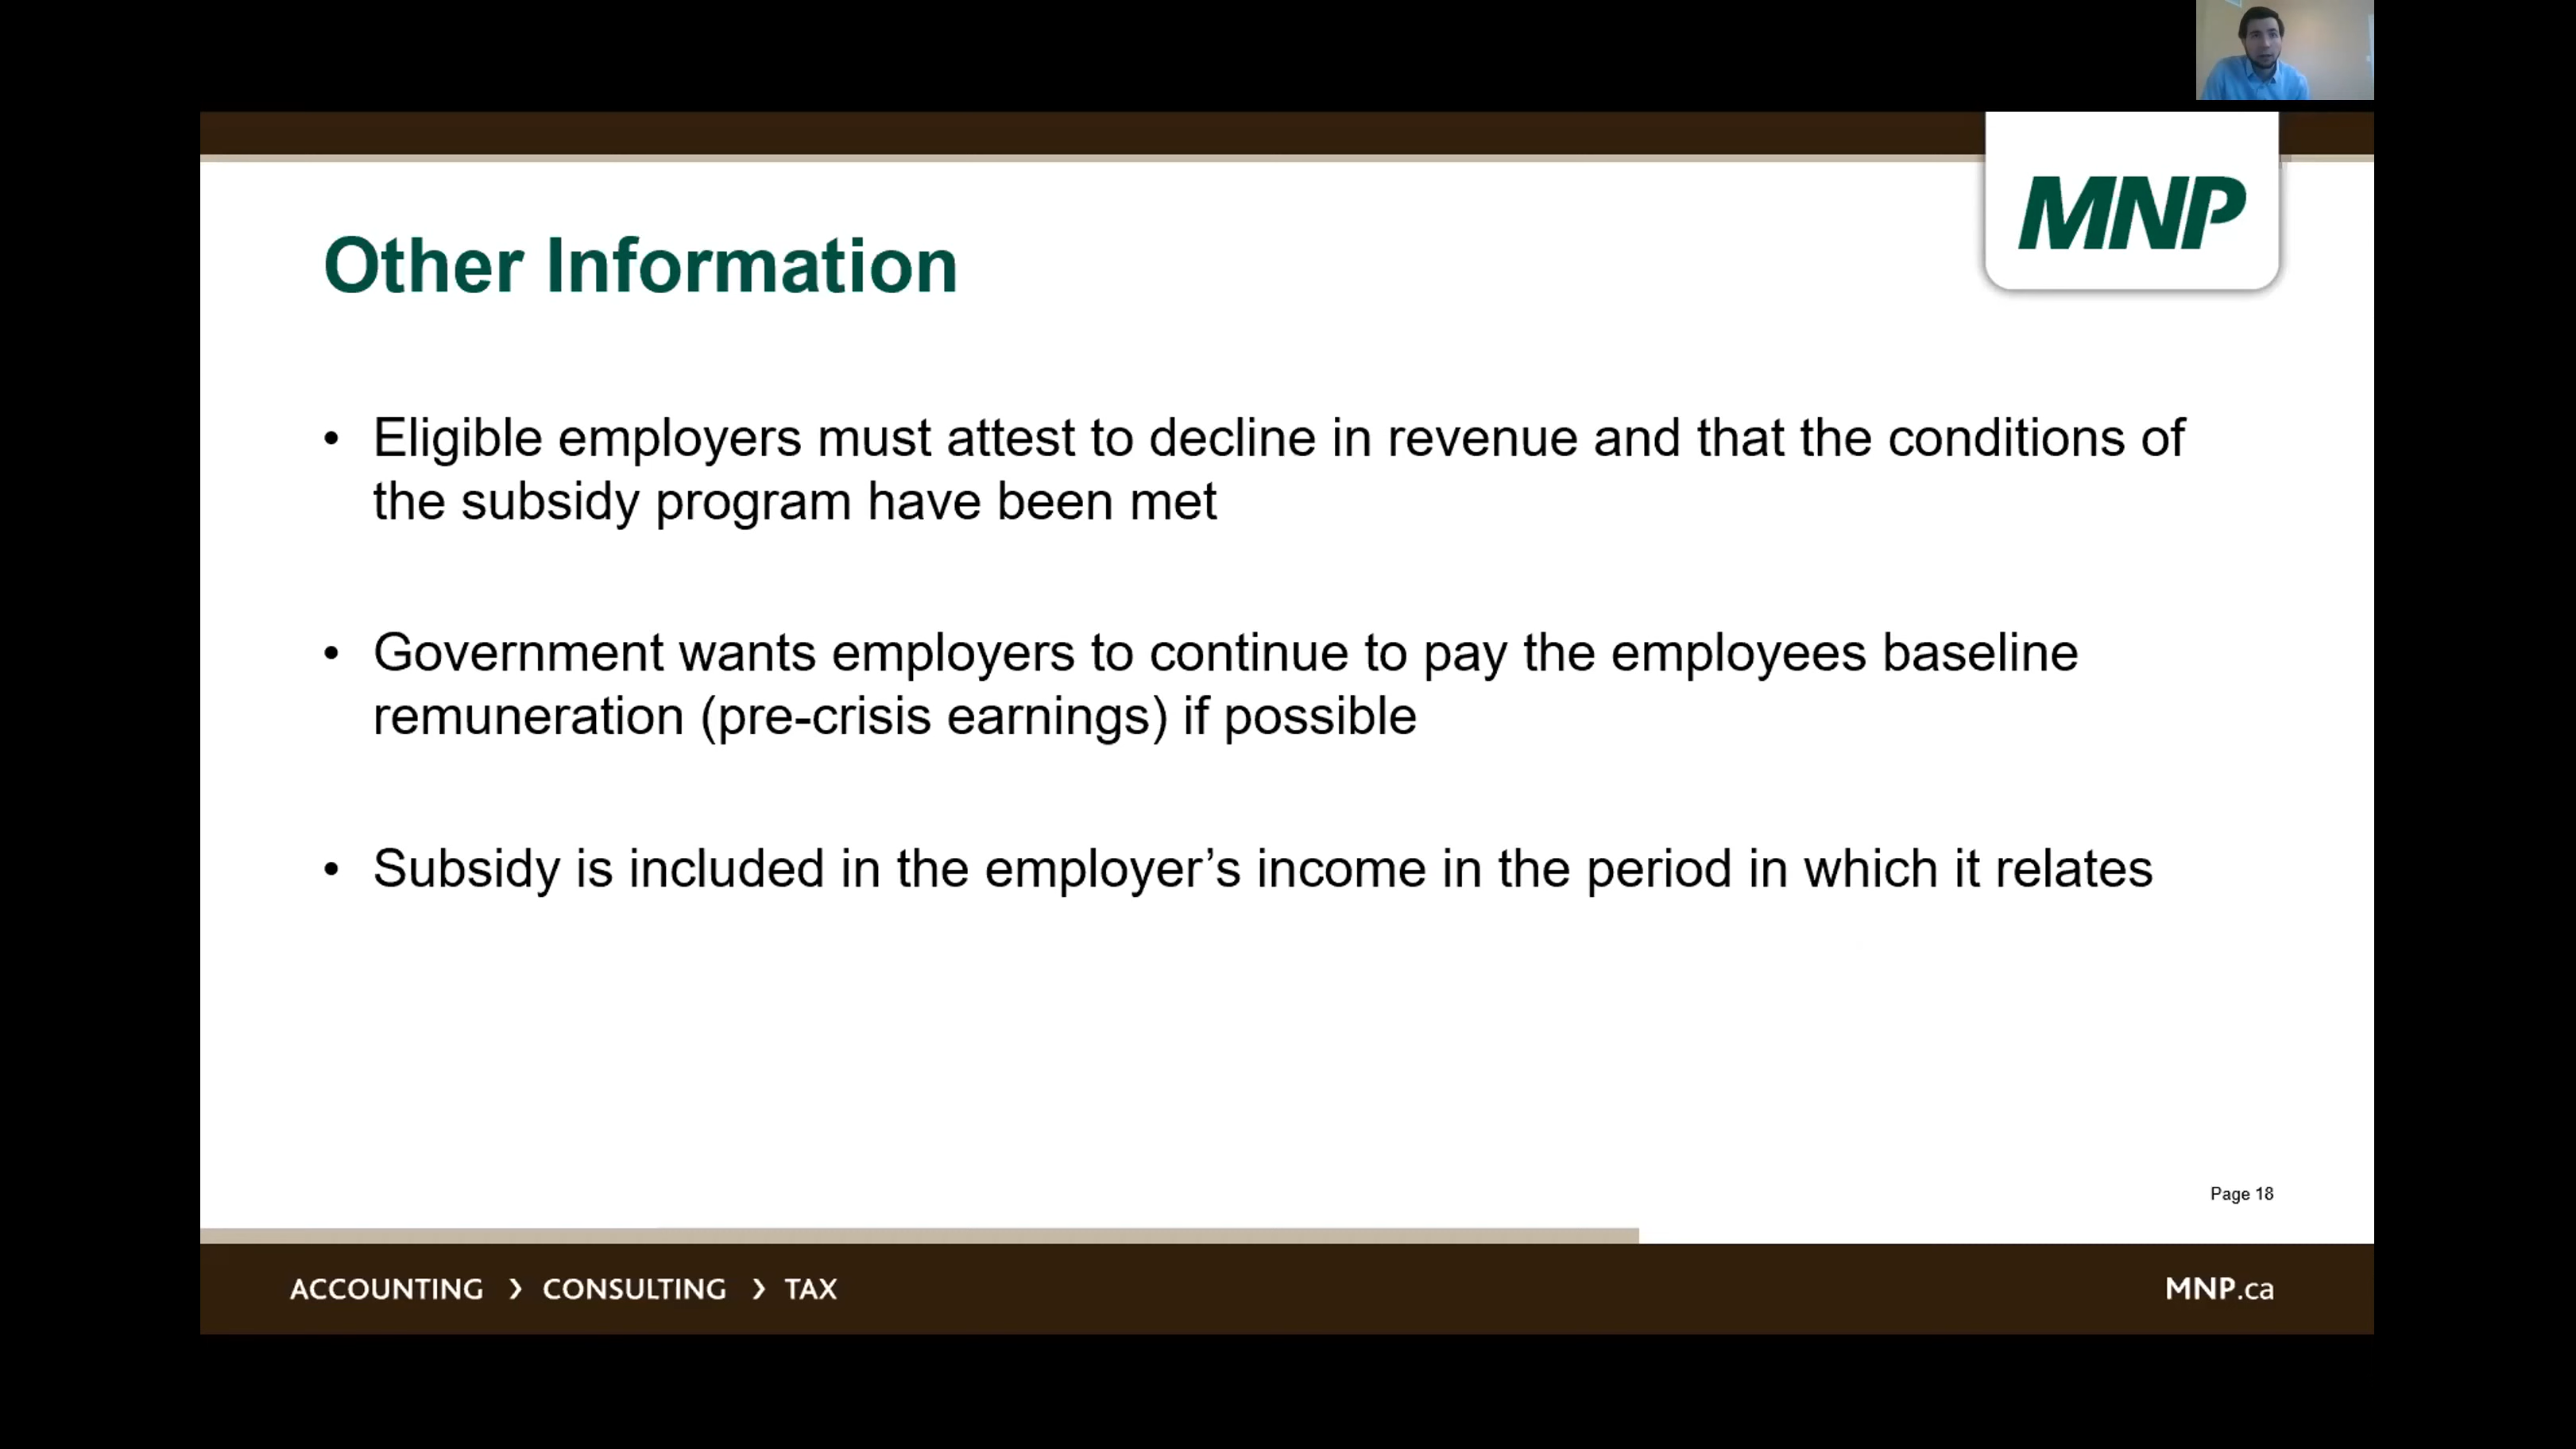 MNP
Other Information
• Eligible employers must attest to decline in revenue and that the conditions of
the subsidy program have been met
• Government wants employers to continue to pay the employees baseline
remuneration (pre-crisis earnings) if possible
• Subsidy is included in the employer’s income in the period in which it relates
Page 18
ACCOUNTING › CONSULTING › TAX
MNP.ca